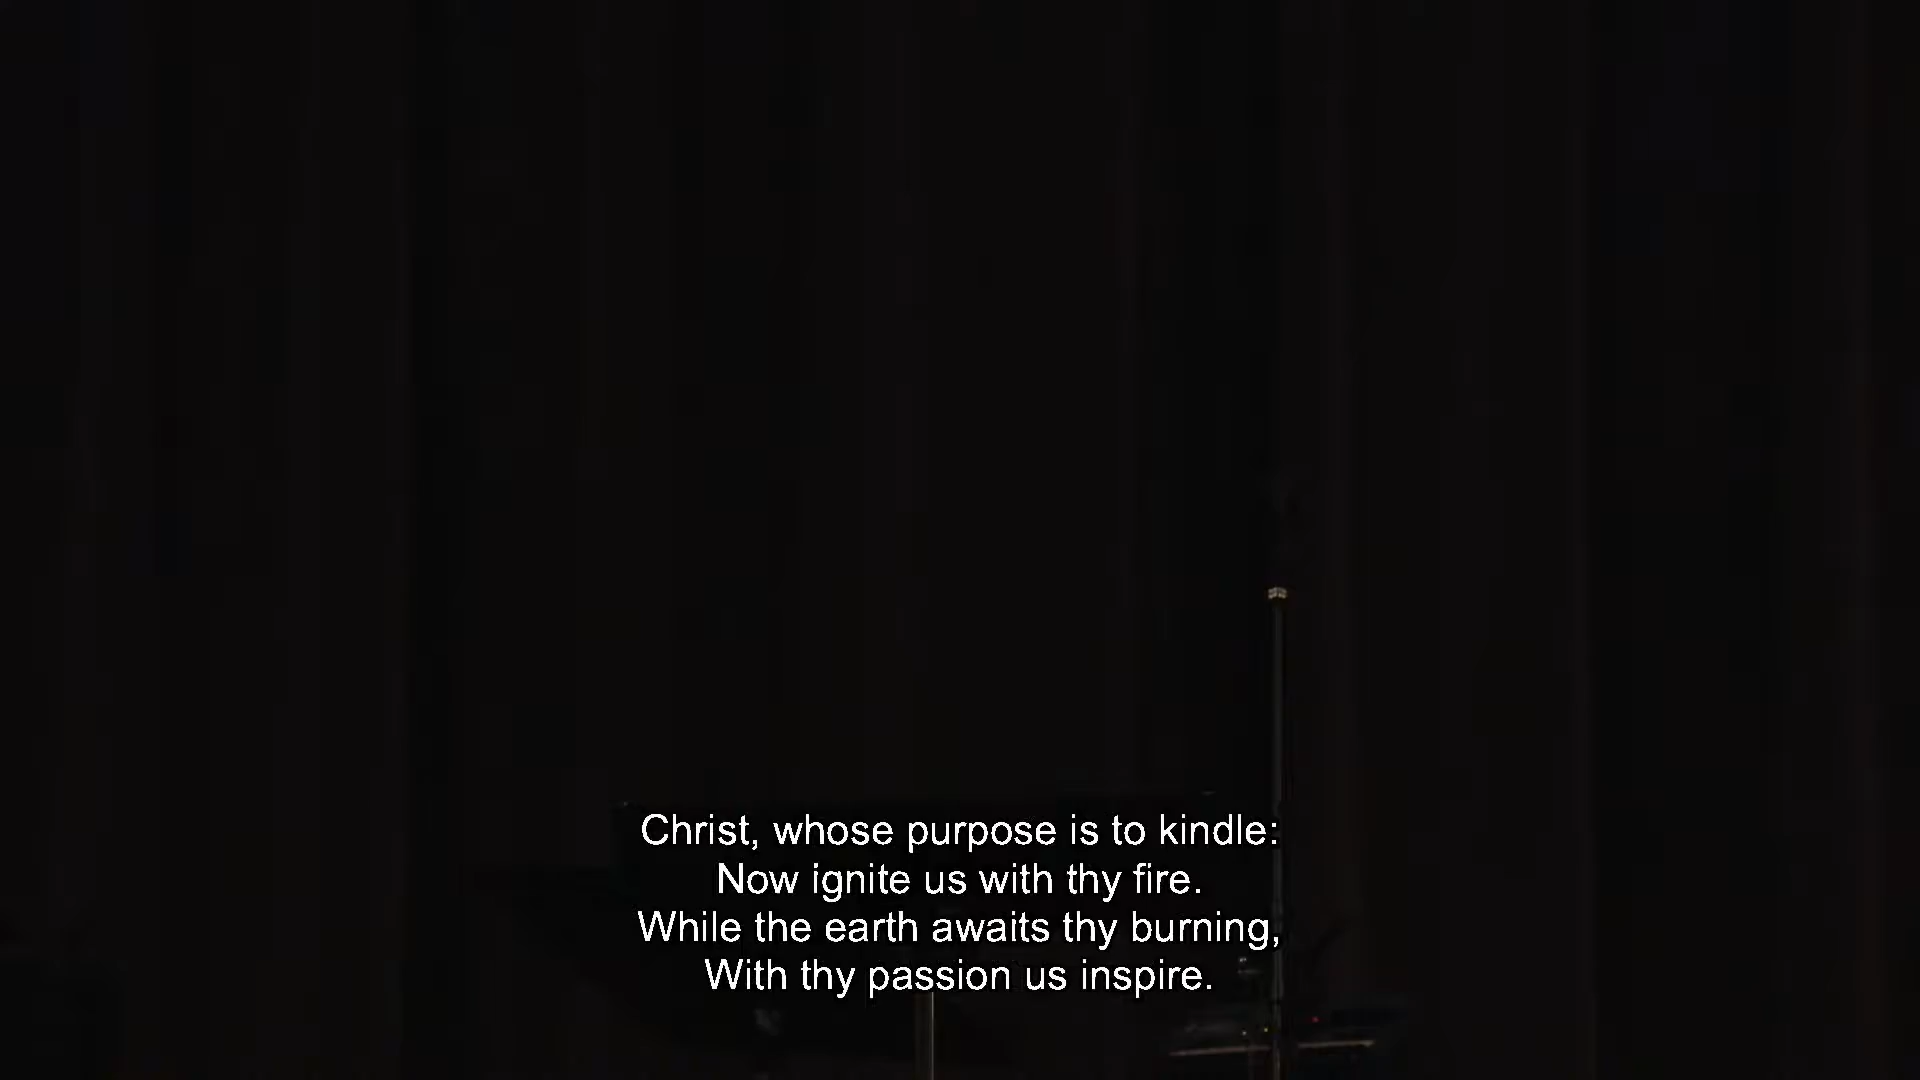 Christ, whose purpose is to kindle:
Now ignite us with thy fire.
While the earth awaits thy burning,
With thy passion us inspire.